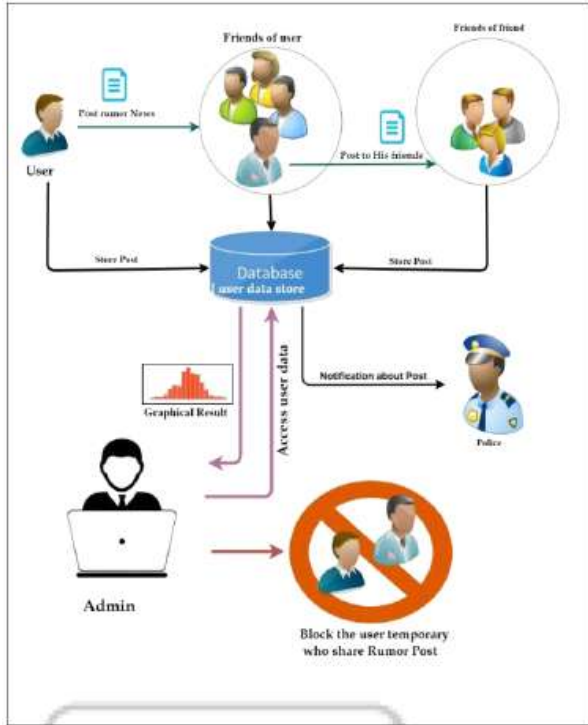 Friends of user
Friends of friend
Post rumer News
Post to His friends
User
Store Post
Store Post
Database
user data store
Notification about Post
Access user data
Graphical Result
Police
Admin
Block the user temporary
who share Rumor Post